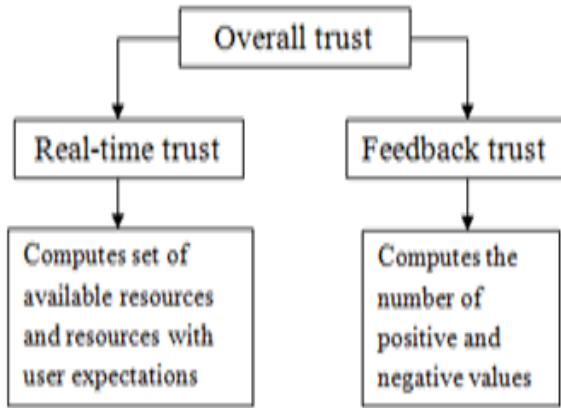 Overall trust
Real-time trust
Feedback trust
Computes set of
available resources
and resources with
user expectations
Computes the
number of
positive and
negative values